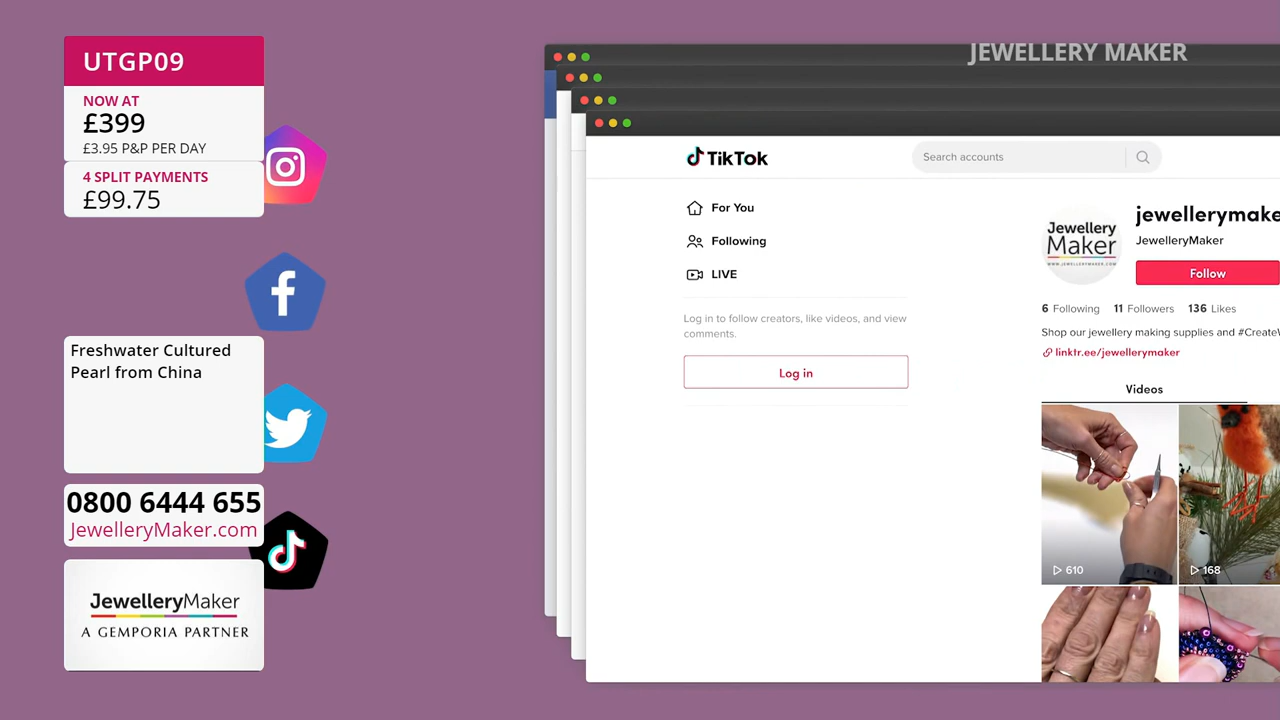 UTGP09
NOW AT
£399
£3.95 P&P PER DAY
4 SPLIT PAYMENTS
£99.75
Freshwater Cultured
Pearl from China
0800 6444 655
JewelleryMaker.com
JewelleryMaker
A GEMPORIA PARTNER
JEWELLERY MAKER
TikTok
Search accounts
For You
Following
LIVE
Log in to follow creators, like videos, and view
comments.
Log in
Jewellery
Maker
WWW.JEWELLERYMAKER.COM
jewellerymake
JewelleryMaker
Follow
6 Following 11 Followers 136 Likes
Shop our jewellery making supplies and #CreateW
linktr.ee/jewellerymaker
Videos
610
168